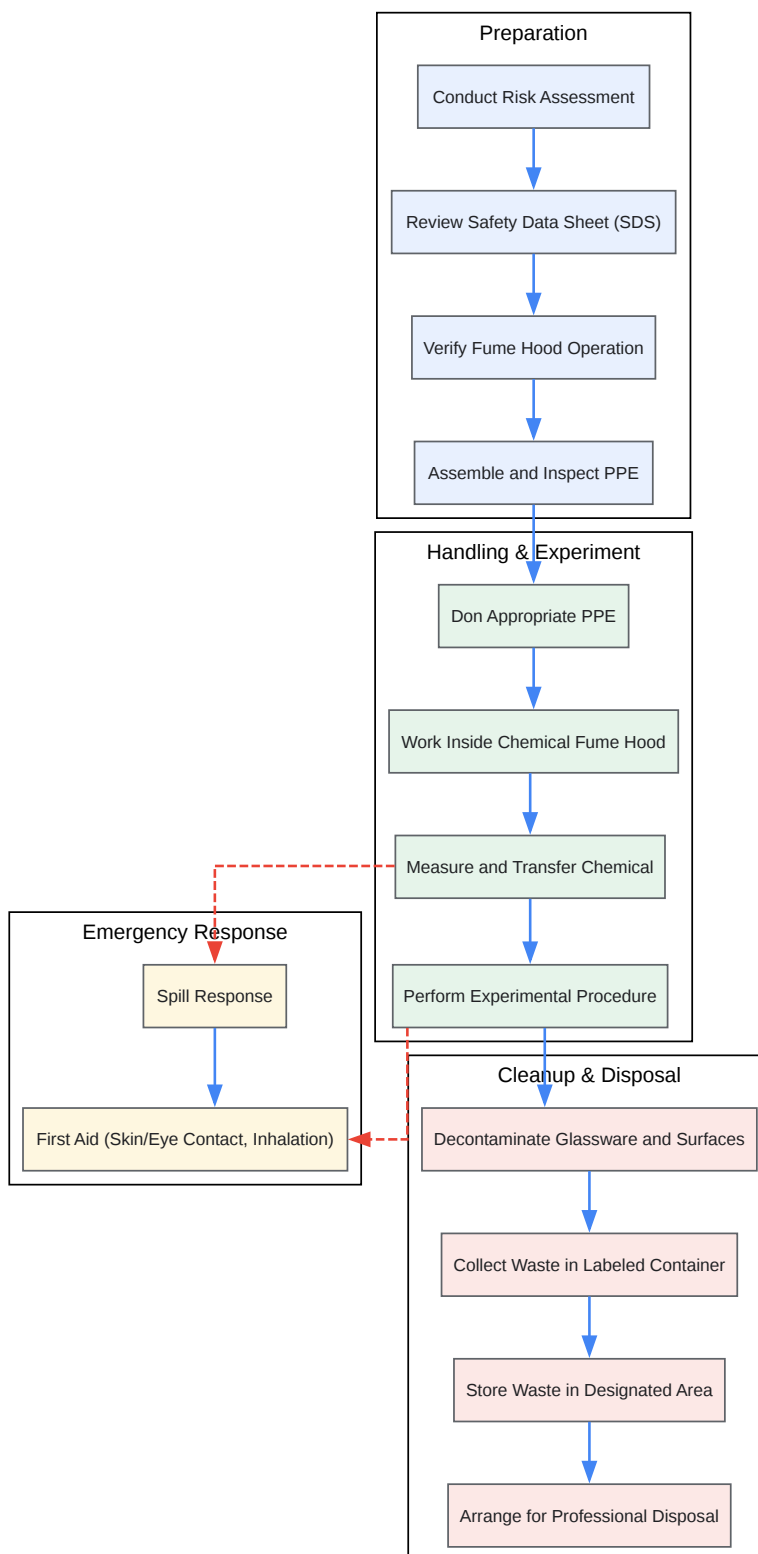 Preparation
Conduct Risk Assessment
Review Safety Data Sheet (SDS)
Verify Fume Hood Operation
Assemble and Inspect PPE
Handling & Experiment
Don Appropriate PPE
Work Inside Chemical Fume Hood
Measure and Transfer Chemical
Perform Experimental Procedure
Emergency Response
Spill Response
First Aid (Skin/Eye Contact, Inhalation)
Cleanup & Disposal
Decontaminate Glassware and Surfaces
Collect Waste in Labeled Container
Store Waste in Designated Area
Arrange for Professional Disposal